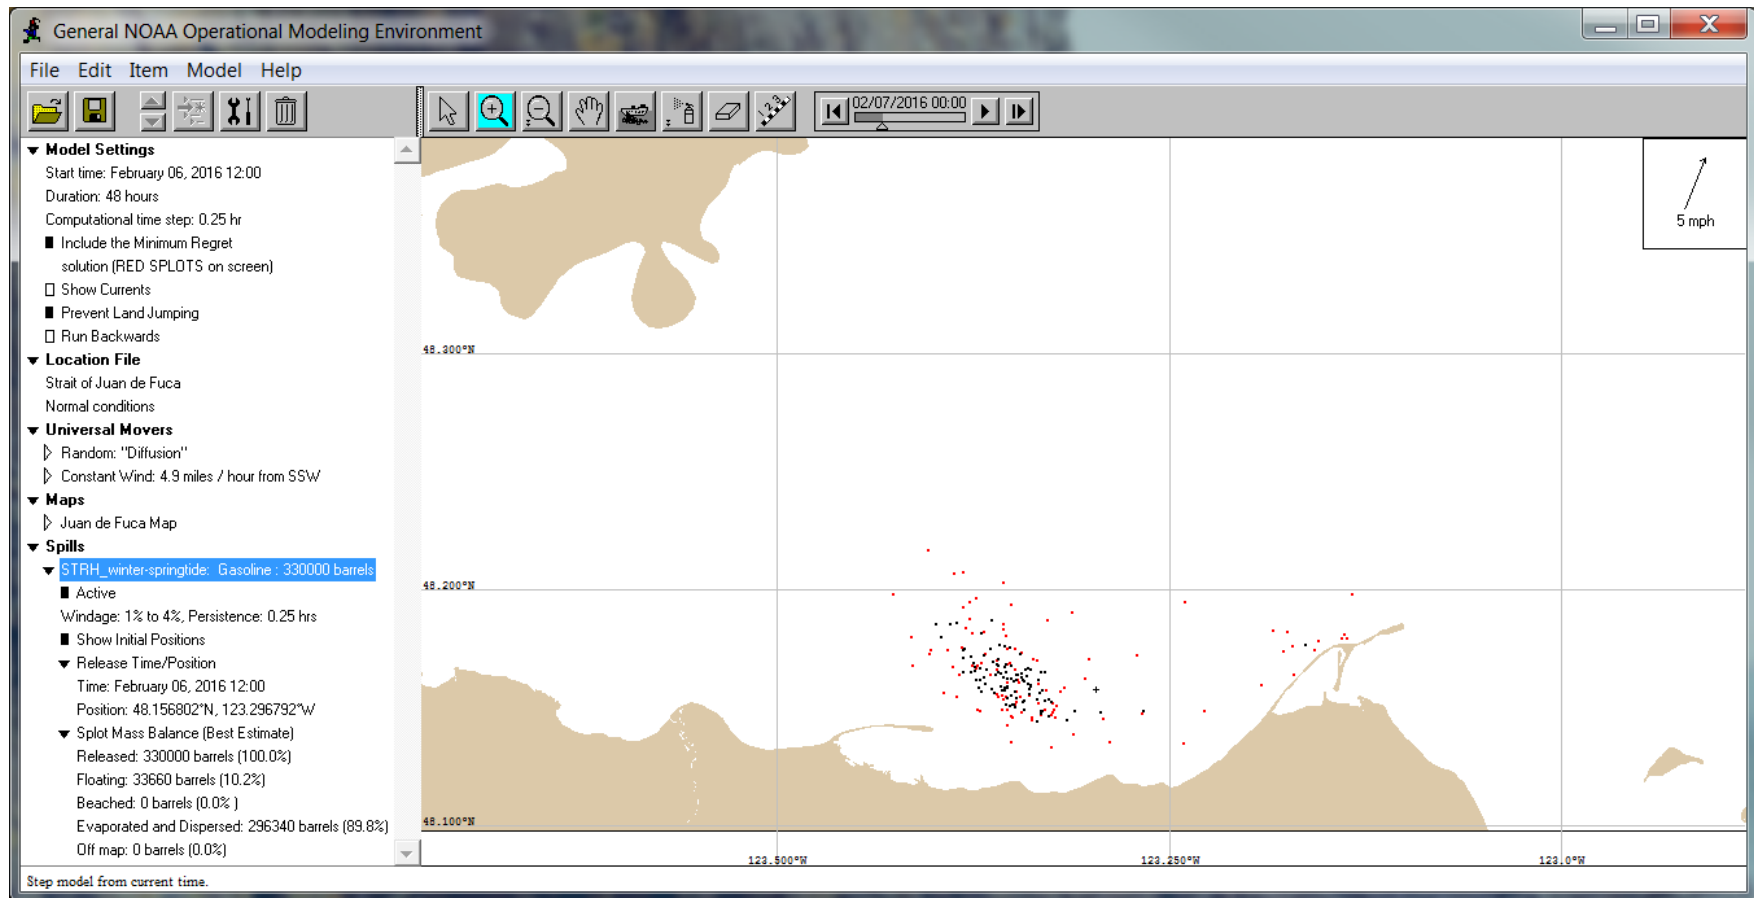 General NOAA Operational Modeling Environment
File Edit Item Model Help
02/07/2016 00:00
Model Settings
Start time: February 06, 2016 12:00
Duration: 48 hours
Computational time step: 0.25 hr
Include the Minimum Regret
solution (RED SPLOTS on screen)
Show Currents
Prevent Land Jumping
Run Backwards
Location File
Strait of Juan de Fuca
Normal conditions
Universal Movers
Random: "Diffusion"
Constant Wind: 4.9 miles / hour from SSW
Maps
Juan de Fuca Map
Spills
STRH_winter-springtide: Gasoline : 330000 barrels
Active
Windage: 1% to 4%, Persistence: 0.25 hrs
Show Initial Positions
Release Time/Position
Time: February 06, 2016 12:00
Position: 48.156802°N, 123.296792°W
Splot Mass Balance (Best Estimate)
Released: 330000 barrels (100.0%)
Floating: 33660 barrels (10.2%)
Beached: 0 barrels (0.0% )
Evaporated and Dispersed: 296340 barrels (89.8%)
Off map: 0 barrels (0.0%)
5 mph
48.300°N
48.200°N
48.100°N
123.500°W 123.250°W 123.0°W
Step model from current time.